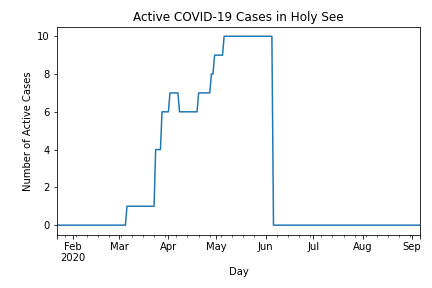 Active COVID-19 Cases in Holy See
10
8
6
4
2
0
Number of Active Cases
Feb Mar Apr May Jun Jul Aug Sep
2020
Day